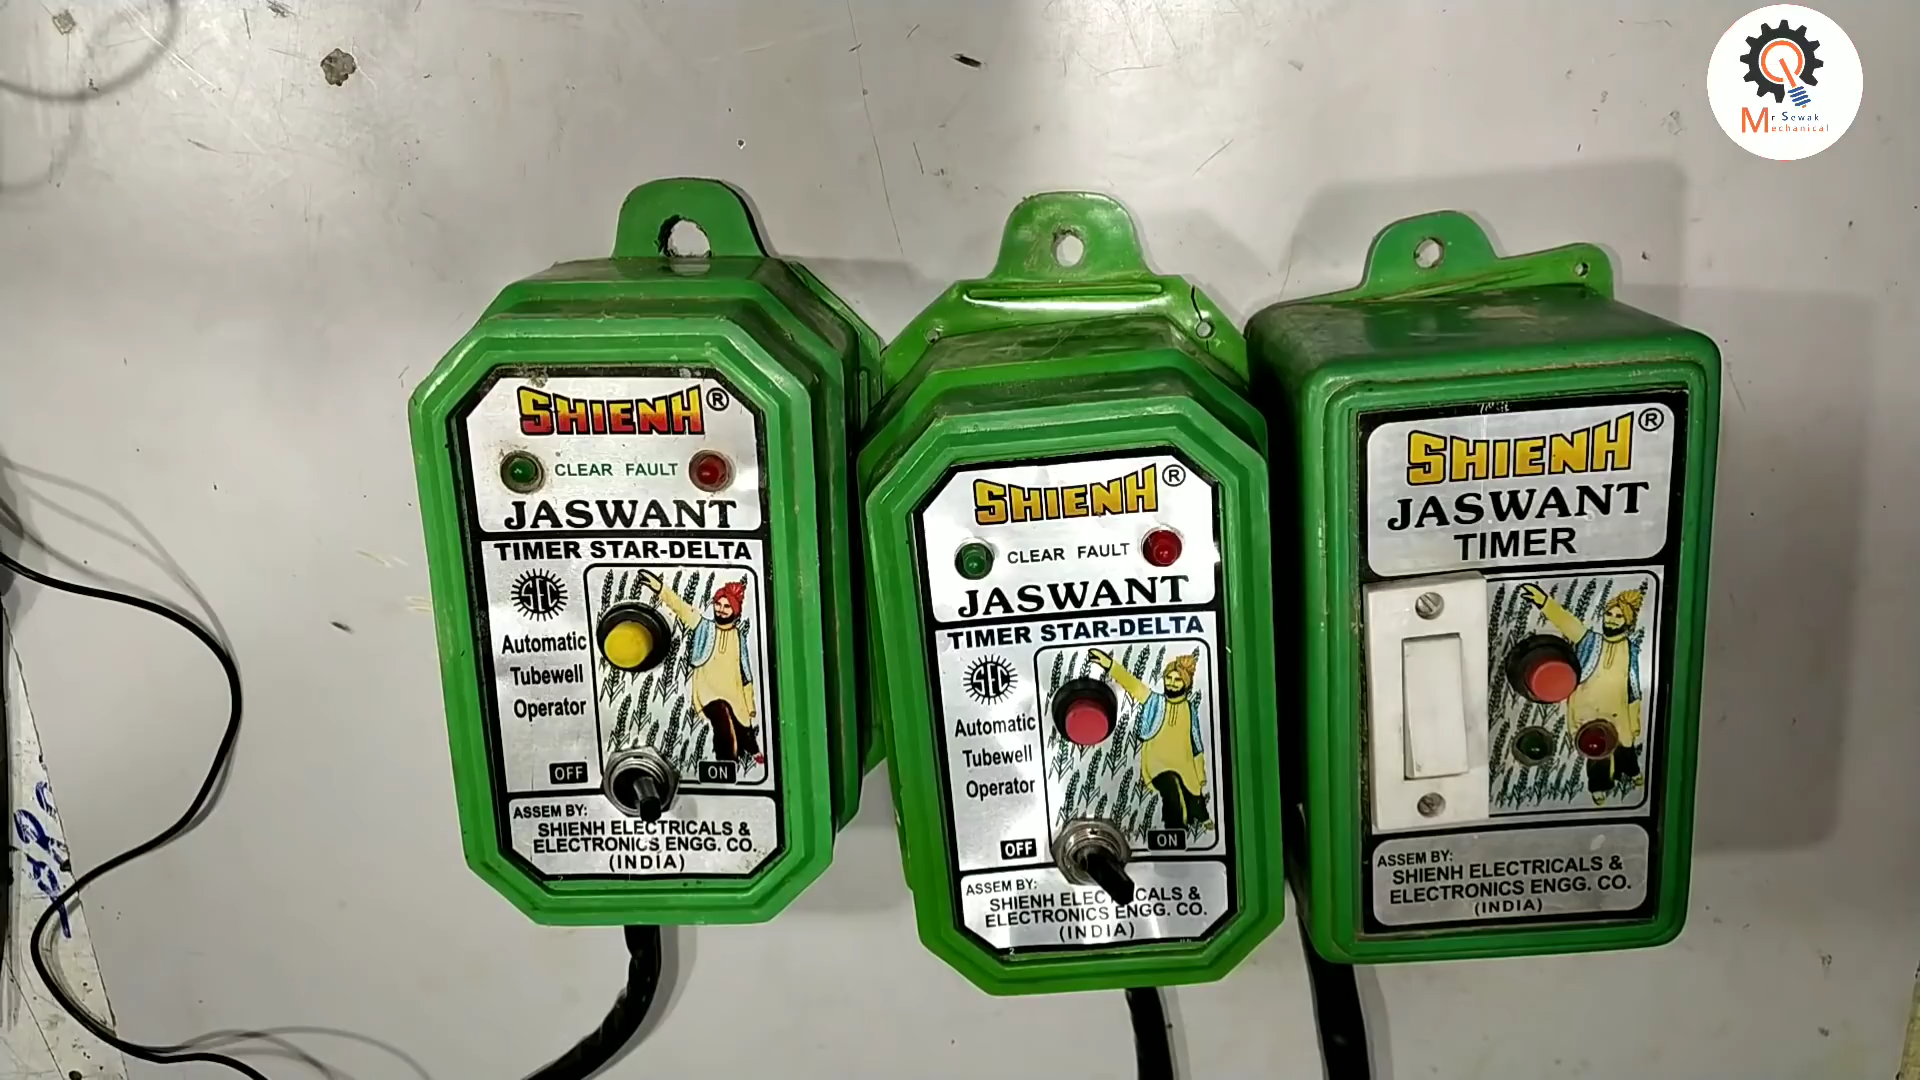 Mr Sewak
Mechanical
SHIENH®
CLEAR FAULT
JASWANT
TIMER STAR-DELTA
SEC
Automatic
Tubewell
Operator
OFF
ON
ASSEM BY:
SHIENH ELECTRICALS &
ELECTRONICS ENGG. CO.
(INDIA)
SHIENH®
CLEAR FAULT
JASWANT
TIMER STAR-DELTA
SEC
Automatic
Tubewell
Operator
OFF
ON
ASSEM BY:
SHIENH ELECTRICALS &
ELECTRONICS ENGG. CO.
(INDIA)
SHIENH®
JASWANT
TIMER
ASSEM BY:
SHIENH ELECTRICALS &
ELECTRONICS ENGG. CO.
(INDIA)